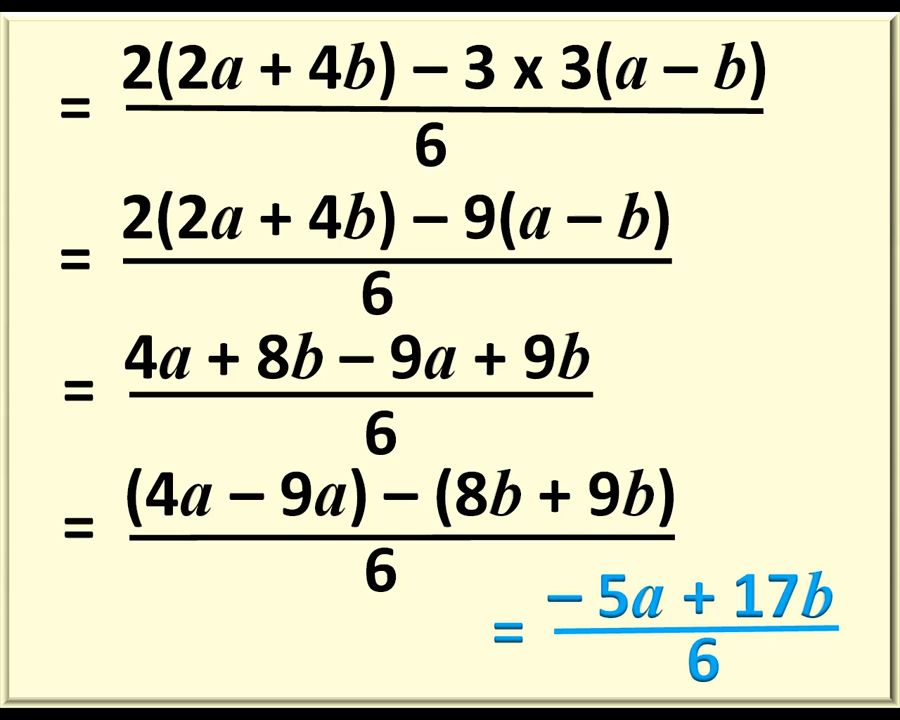 = 2(2a + 4b) – 3 x 3(a – b)
6
= 2(2a + 4b) – 9(a – b)
6
= 4a + 8b – 9a + 9b
6
= (4a – 9a) – (8b + 9b)
6
= – 5a + 17b
6